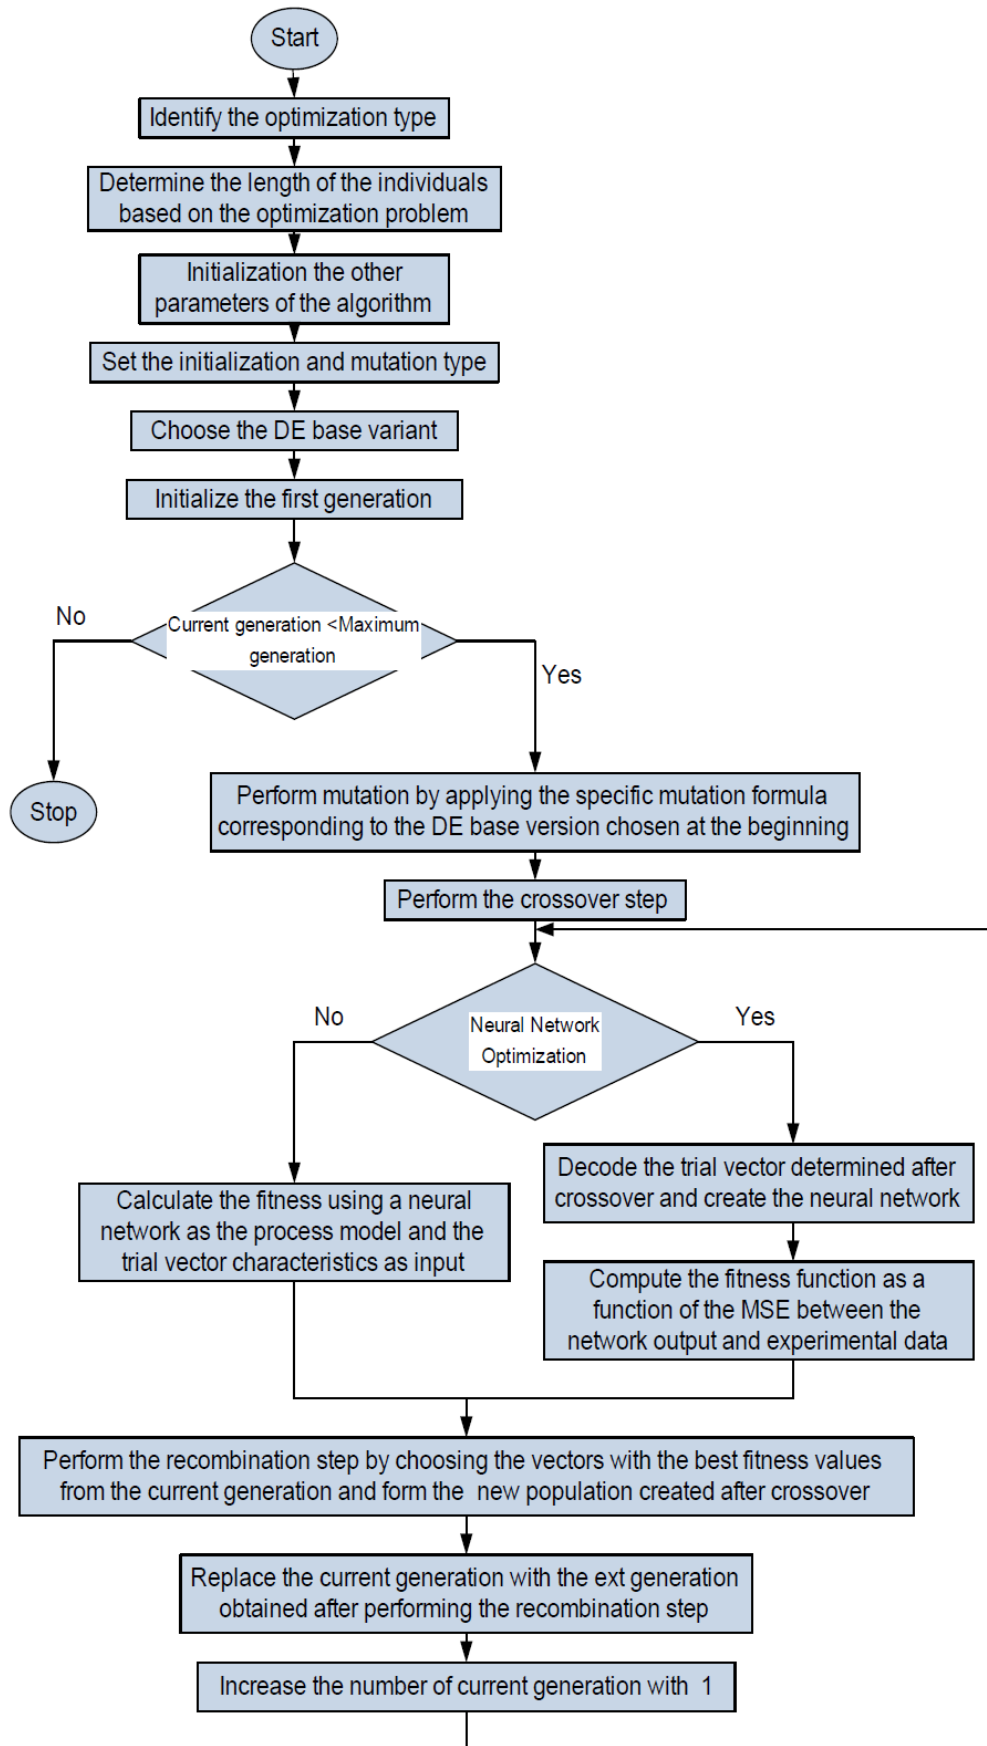 Start
Identify the optimization type
Determine the length of the individuals
based on the optimization problem
Initialization the other
parameters of the algorithm
Set the initialization and mutation type
Choose the DE base variant
Initialize the first generation
No
Current generation <Maximum
generation
Yes
Stop
Perform mutation by applying the specific mutation formula
corresponding to the DE base version chosen at the beginning
Perform the crossover step
No
Neural Network
Optimization
Yes
Calculate the fitness using a neural
network as the process model and the
trial vector characteristics as input
Decode the trial vector determined after
crossover and create the neural network
Compute the fitness function as a
function of the MSE between the
network output and experimental data
Perform the recombination step by choosing the vectors with the best fitness values
from the current generation and form the new population created after crossover
Replace the current generation with the ext generation
obtained after performing the recombination step
Increase the number of current generation with 1